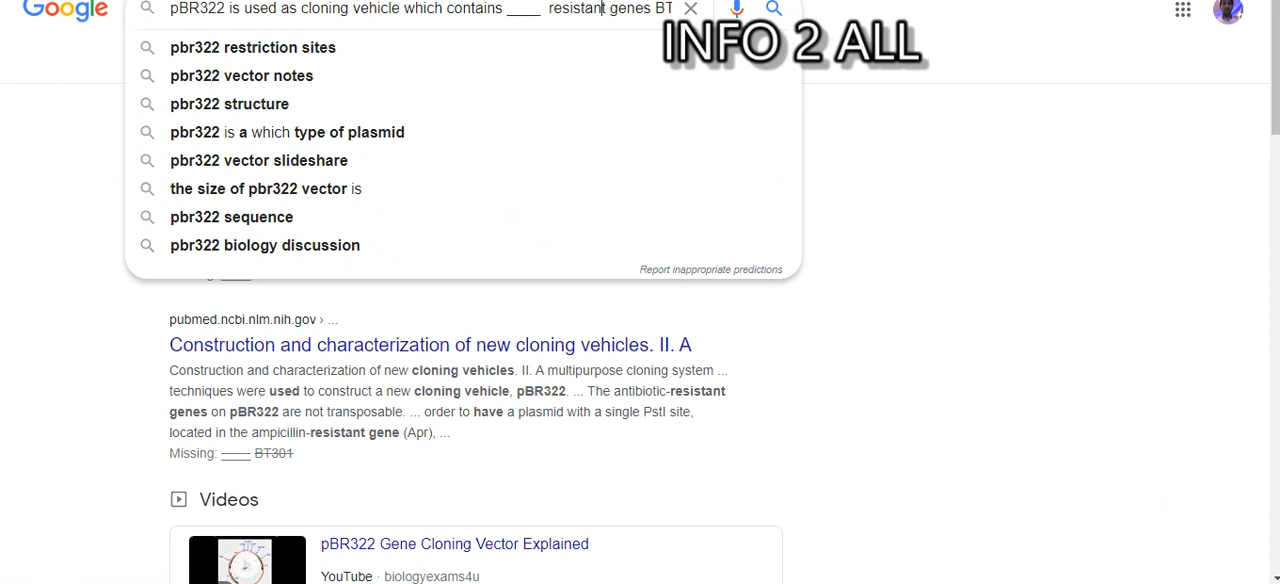 Google
pBR322 is used as cloning vehicle which contains ____ resistant genes BT
INFO 2 ALL
pbr322 restriction sites
pbr322 vector notes
pbr322 structure
pbr322 is a which type of plasmid
pbr322 vector slideshare
the size of pbr322 vector is
pbr322 sequence
pbr322 biology discussion
Report inappropriate predictions
pubmed.ncbi.nlm.nih.gov › ...
Construction and characterization of new cloning vehicles. II. A
Construction and characterization of new cloning vehicles. II. A multipurpose cloning system ...
techniques were used to construct a new cloning vehicle, pBR322. ... The antibiotic-resistant
genes on pBR322 are not transposable. ... order to have a plasmid with a single PstI site,
located in the ampicillin-resistant gene (Apr), ...
Missing: ____ BT301
Videos
pBR322 Gene Cloning Vector Explained
YouTube · biologyexams4u